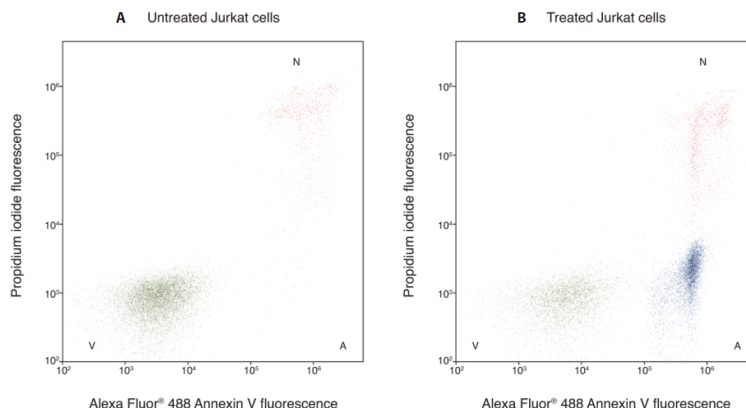 A Untreated Jurkat cells
Propidium iodide fluorescence
10⁶
10⁵
10⁴
10³
10²
N
V
A
10² 10³ 10⁴ 10⁵ 10⁶
Alexa Fluor® 488 Annexin V fluorescence
B Treated Jurkat cells
Propidium iodide fluorescence
10⁶
10⁵
10⁴
10³
10²
N
V
A
10² 10³ 10⁴ 10⁵ 10⁶
Alexa Fluor® 488 Annexin V fluorescence